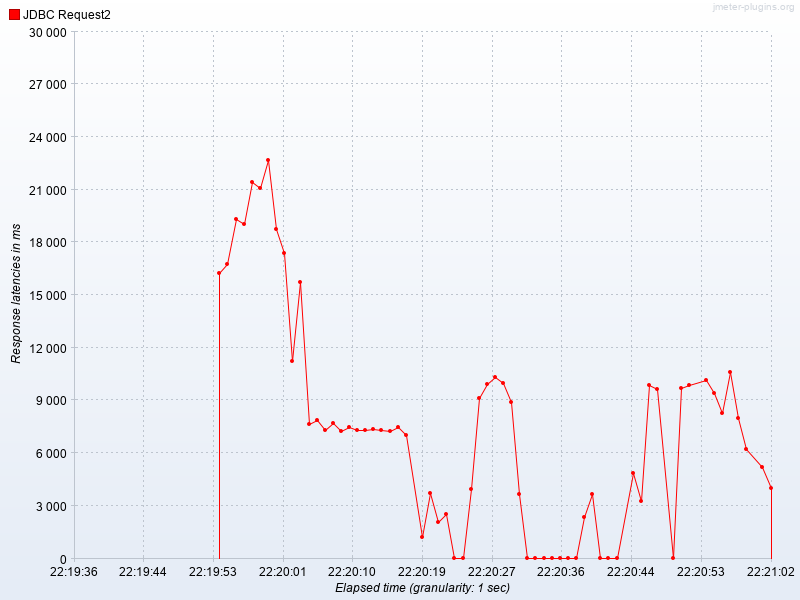 jmeter-plugins.org
JDBC Request2
30 000
27 000
24 000
21 000
18 000
15 000
12 000
9 000
6 000
3 000
0
Response latencies in ms
22:19:36 22:19:44 22:19:53 22:20:01 22:20:10 22:20:19 22:20:27 22:20:36 22:20:44 22:20:53 22:21:02
Elapsed time (granularity: 1 sec)